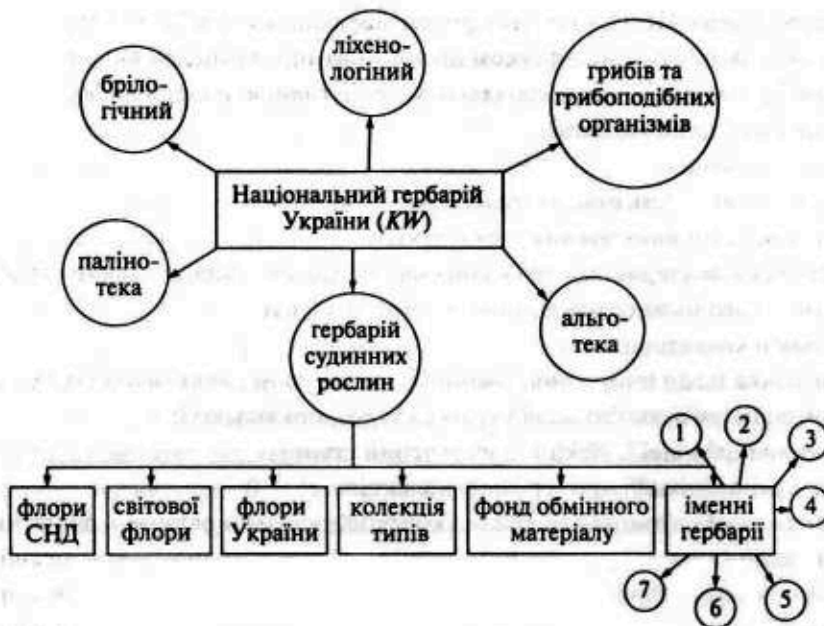 ліхено-
логіний
бріло-
гічний
грибів та
грибоподібних
організмів
Національний гербарій
України (KW)
паліно-
тека
гербарій
судинних
рослин
альго-
тека
1
2
3
4
5
6
7
флори
СНД
світової
флори
флори
України
колекція
типів
фонд обмінного
матеріалу
іменні
гербарії